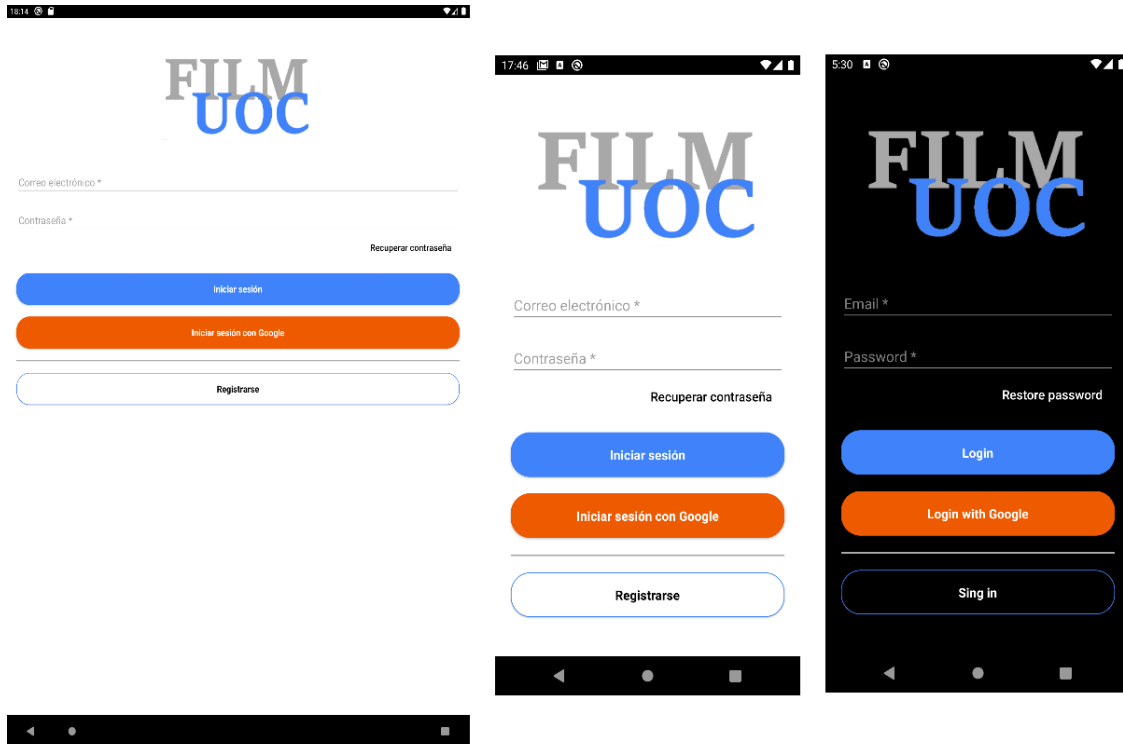 18:14
FILM
UOC
Correo electrónico *
Contraseña *
Recuperar contraseña
Iniciar sesión
Iniciar sesión con Google
Registrarse
17:46
FILM
UOC
Correo electrónico *
Contraseña *
Recuperar contraseña
Iniciar sesión
Iniciar sesión con Google
Registrarse
5:30
FILM
UOC
Email *
Password *
Restore password
Login
Login with Google
Sing in